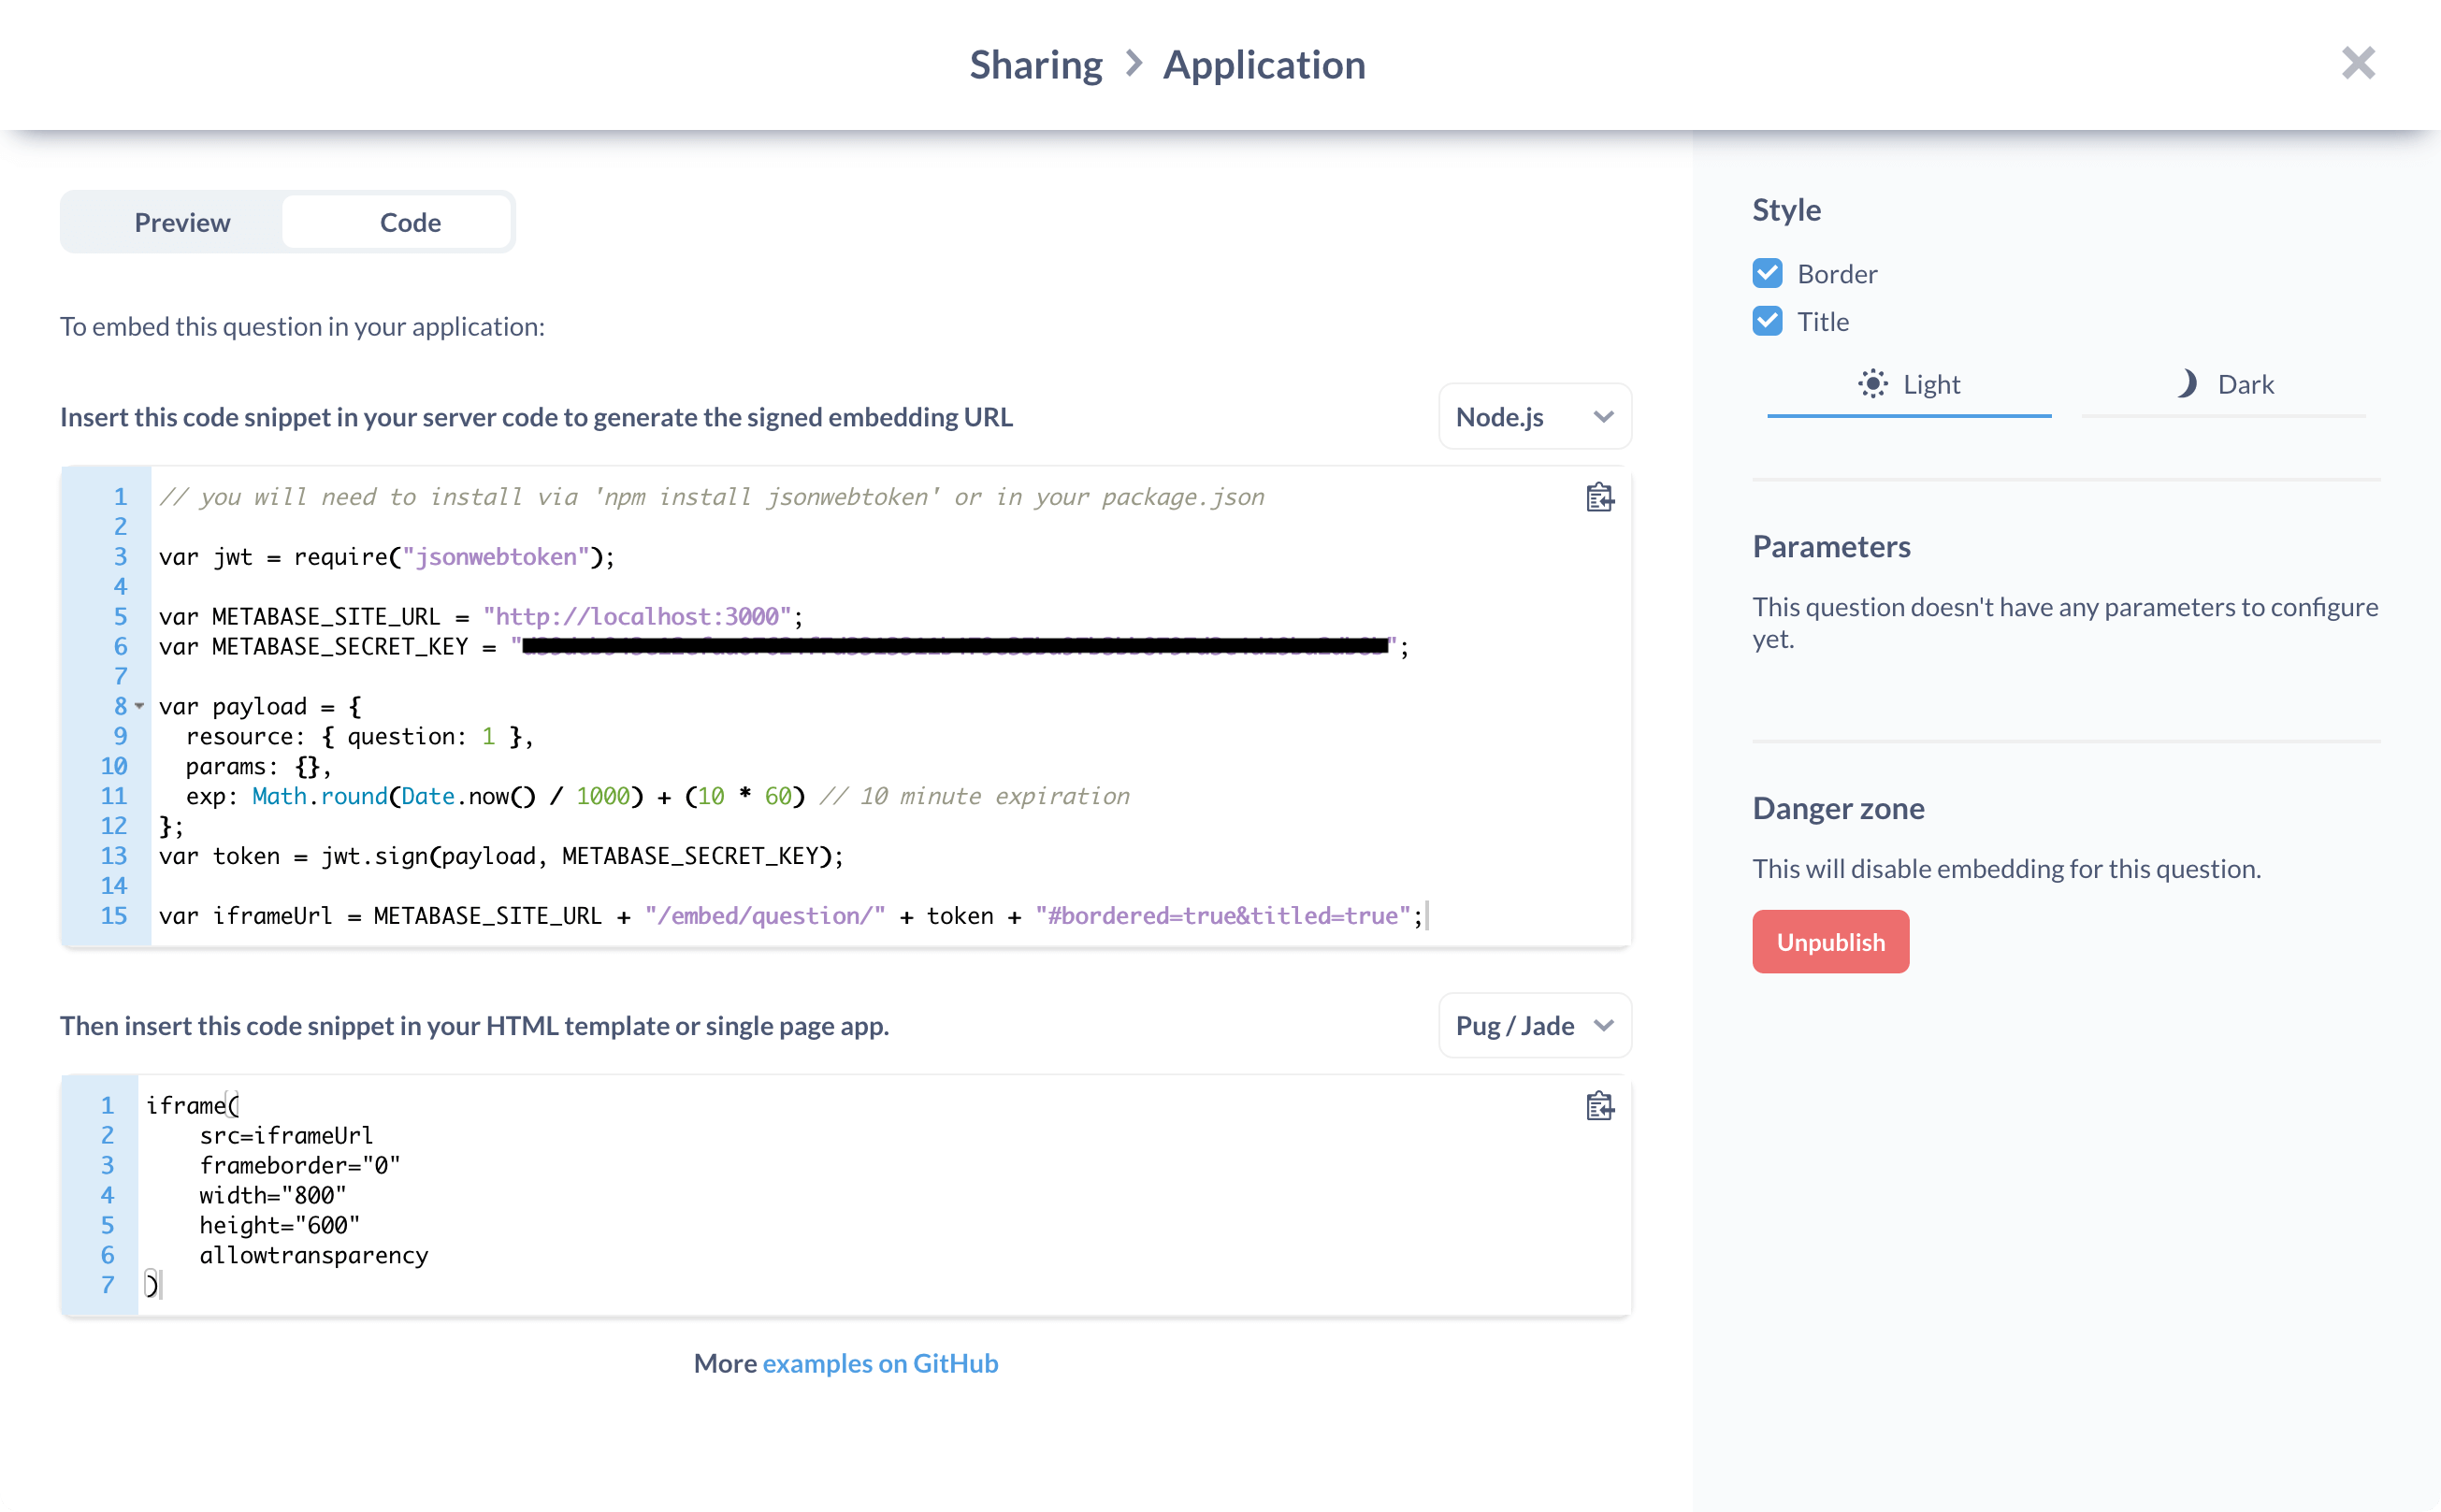 Sharing > Application
Preview
Code
To embed this question in your application:
Insert this code snippet in your server code to generate the signed embedding URL
Node.js
1 // you will need to install via 'npm install jsonwebtoken' or in your package.json
2
3 var jwt = require("jsonwebtoken");
4
5 var METABASE_SITE_URL = "http://localhost:3000";
6 var METABASE_SECRET_KEY = "";
7
8 var payload = {
9 resource: { question: 1 },
10 params: {},
11 exp: Math.round(Date.now() / 1000) + (10 * 60) // 10 minute expiration
12 };
13 var token = jwt.sign(payload, METABASE_SECRET_KEY);
14
15 var iframeUrl = METABASE_SITE_URL + "/embed/question/" + token + "#bordered=true&titled=true";
Then insert this code snippet in your HTML template or single page app.
Pug / Jade
1 iframe(
2 src=iframeUrl
3 frameborder="0"
4 width="800"
5 height="600"
6 allowtransparency
7 )
More examples on GitHub
Style
Border
Title
Light
Dark
Parameters
This question doesn't have any parameters to configure
yet.
Danger zone
This will disable embedding for this question.
Unpublish